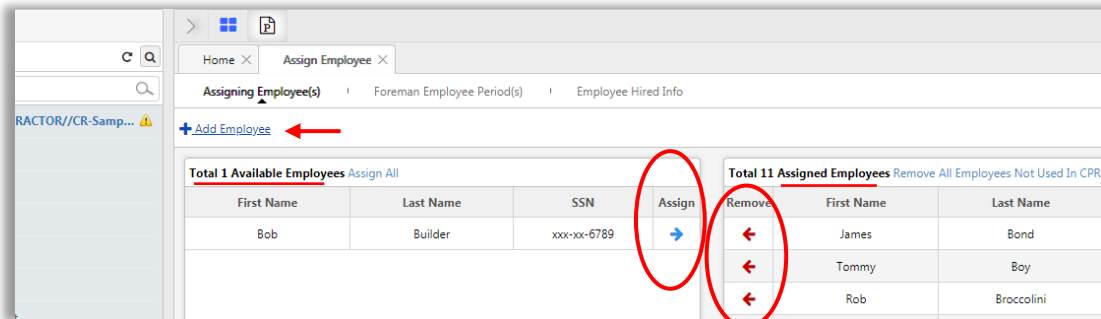 Home Assign Employee
Assigning Employee(s) Foreman Employee Period(s) Employee Hired Info
RACTOR//CR-Samp...
Add Employee
Total 1 Available Employees Assign All
First Name Last Name SSN Assign
Bob Builder xxx-xx-6789
Total 11 Assigned Employees Remove All Employees Not Used In CPR
Remove First Name Last Name
James Bond
Tommy Boy
Rob Broccolini